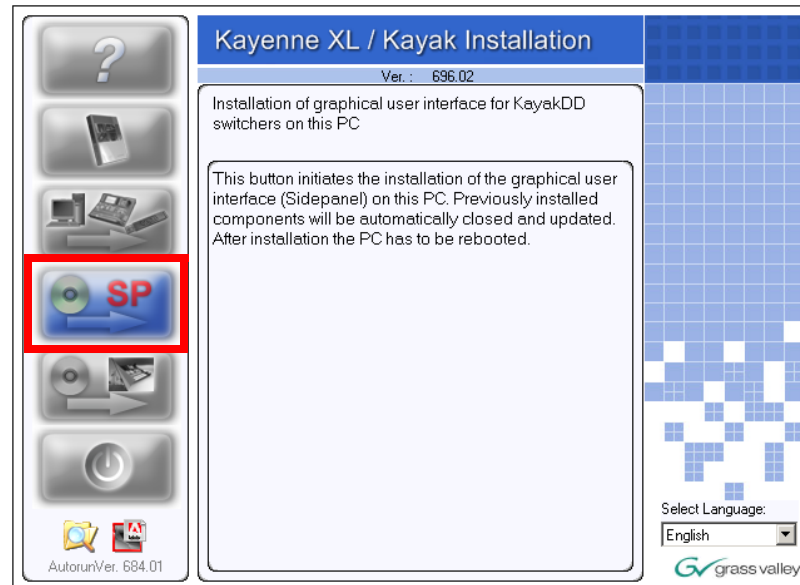 ?
Kayenne XL / Kayak Installation
Ver. : 696.02
Installation of graphical user interface for KayakDD
switchers on this PC
This button initiates the installation of the graphical user
interface (Sidepanel) on this PC. Previously installed
components will be automatically closed and updated.
After installation the PC has to be rebooted.
SP
AutorunVer. 684.01
Select Language:
English
GV grass valley